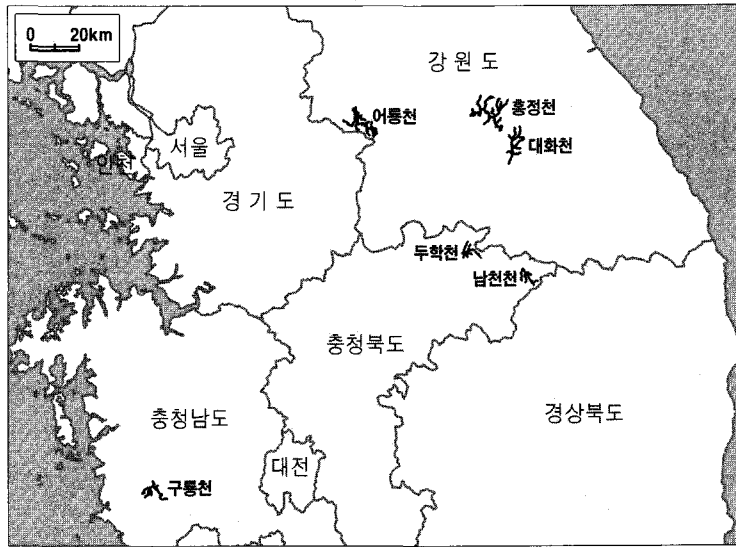 0 20km
강원도
어룡천
홍정천
대화천
서울
인천
경기도
두학천
남천천
충청북도
충청남도
경상북도
대전
구룡천